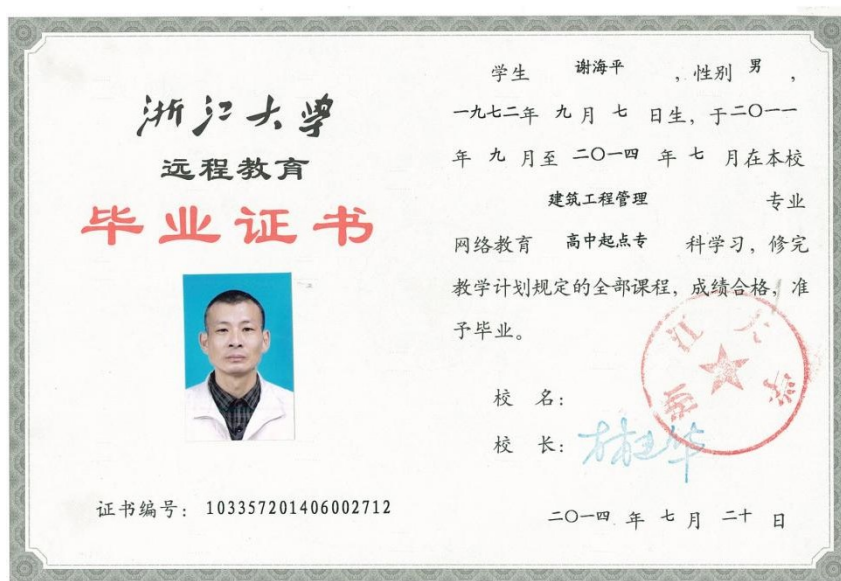 浙江大学
远程教育
毕业证书
证书编号：103357201406002712
学生 谢海平 ，性别 男 ，
一九七二年 九 月 七 日生，于二〇一一
年 九 月至 二〇一四 年 七 月在本校
建筑工程管理 专业
网络教育 高中起点专 科学习，修完
教学计划规定的全部课程，成绩合格，准
予毕业。
校 名：
浙江大学
校 长：
二〇一四 年 七 月 二十 日